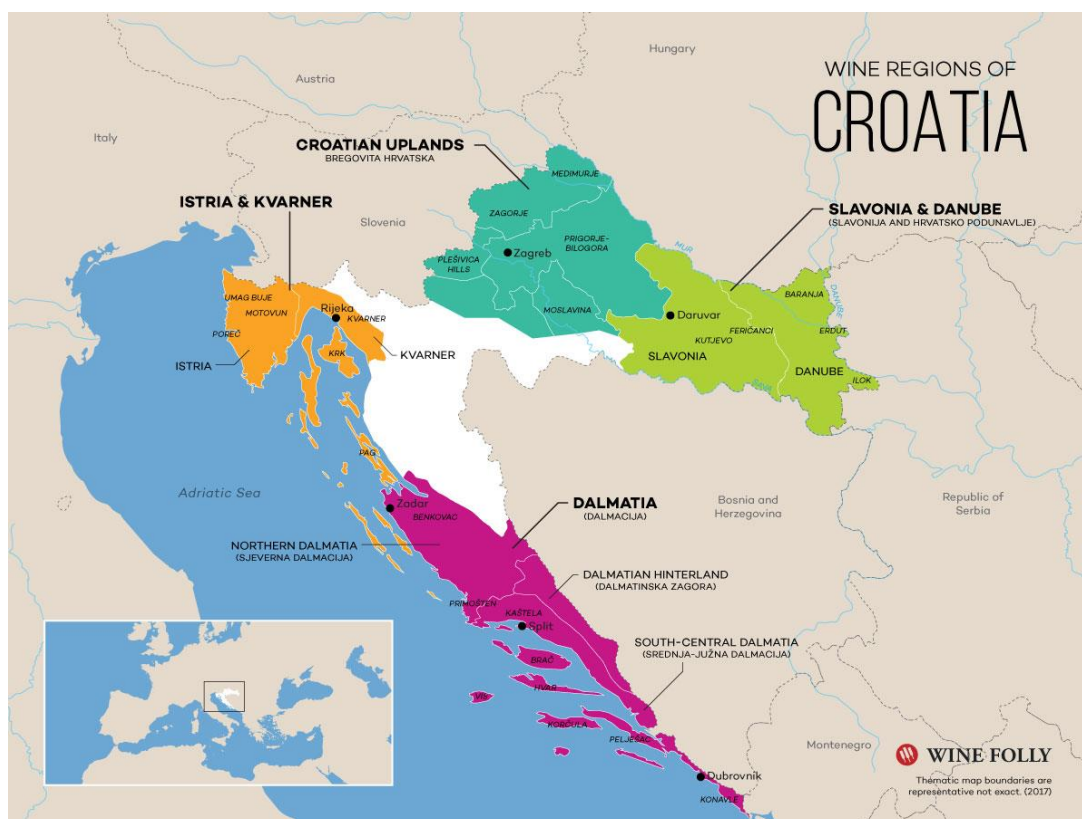 WINE REGIONS OF
CROATIA
Hungary
Austria
Italy
Slovenia
CROATIAN UPLANDS
BREGOVITA HRVATSKA
MEDIMURJE
ZAGORJE
PRIGORJE-
BILOGORA
Zagreb
PLEŠIVICA
HILLS
MOSLAVINA
ISTRIA & KVARNER
UMAG BUJE
MOTOVUN
POREČ
Rijeka
KVARNER
KRK
ISTRIA
KVARNER
PAG
SLAVONIA & DANUBE
(SLAVONIJA AND HRVATSKO PODUNAVLJE)
MUR
DANUBE
BARANJA
ERDUT
Daruvar
FERIČANCI
KUTJEVO
SLAVONIA
DANUBE
ILOK
SAVA
Adriatic Sea
Zadar
BENKOVAC
DALMATIA
(DALMACIJA)
NORTHERN DALMATIA
(SJEVERNA DALMACIJA)
DALMATIAN HINTERLAND
(DALMATINSKA ZAGORA)
PRIMOŠTEN
KAŠTELA
Split
SOUTH-CENTRAL DALMATIA
(SREDNJA-JUŽNA DALMACIJA)
BRAČ
HVAR
VIS
KORČULA
PELJEŠAC
Dubrovnik
KONAVLE
Bosnia and
Herzegovina
Republic of
Serbia
Montenegro
WINE FOLLY
Thematic map boundaries are
representative not exact. (2017)